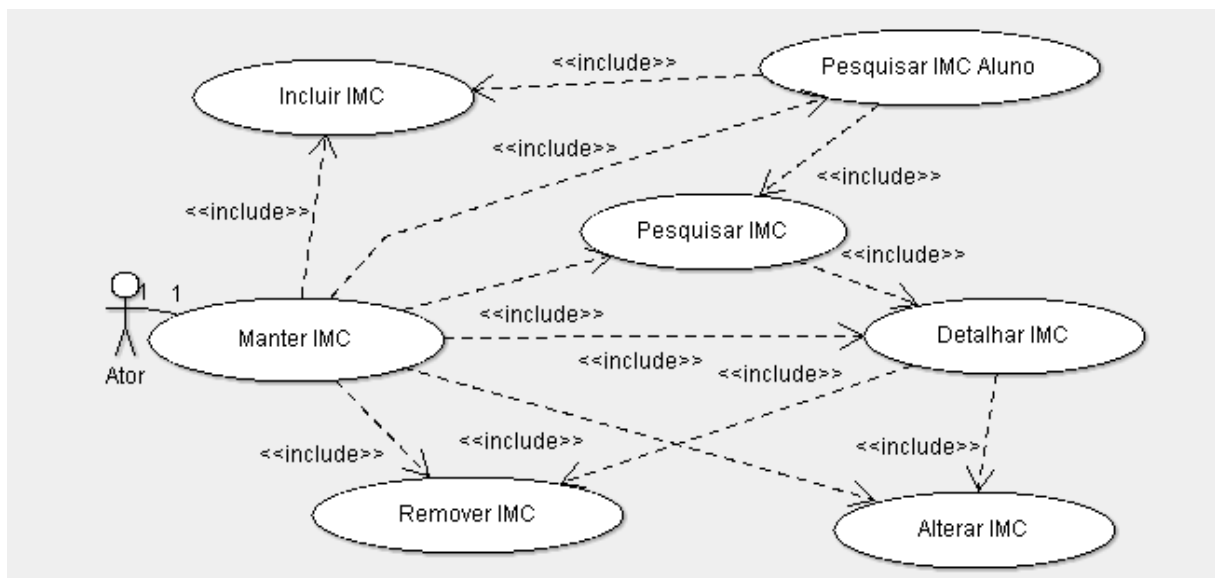 <<include>>
Pesquisar IMC Aluno
Incluir IMC
<<include>>
<<include>>
<<include>>
Pesquisar IMC
<<include>>
1
1
<<include>>
Manter IMC
Detalhar IMC
<<include>>
<<include>>
Ator
<<include>>
<<include>>
<<include>>
Remover IMC
Alterar IMC